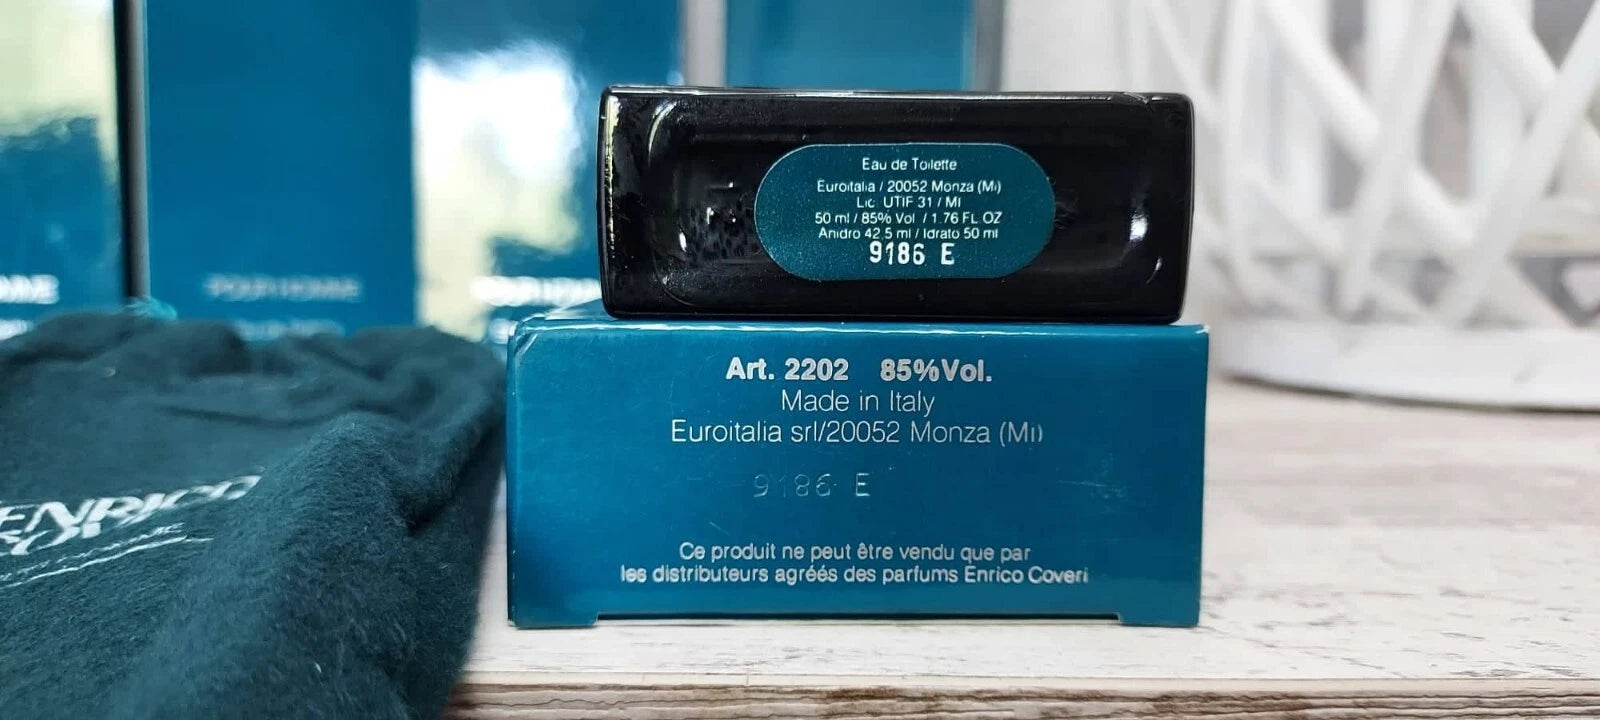 POUR HOMME
Eau de Toilette
Euroitalia / 20052 Monza (Mi)
Lic. UTIF 31 / MI
50 ml / 85% Vol / 1.76 FL OZ
Anidro 42.5 ml / Idrato 50 ml
9186 E
Art. 2202 85%Vol.
Made in Italy
Euroitalia srl/20052 Monza (Mi)
9186 E
Ce produit ne peut être vendu que par
les distributeurs agréés des parfums Enrico Coveri
ENRICO